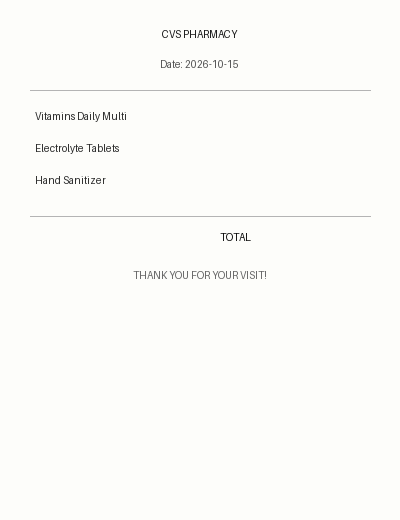 CVS PHARMACY
Date: 2026-10-15
Vitamins Daily Multi
Electrolyte Tablets
Hand Sanitizer
TOTAL
THANK YOU FOR YOUR VISIT!